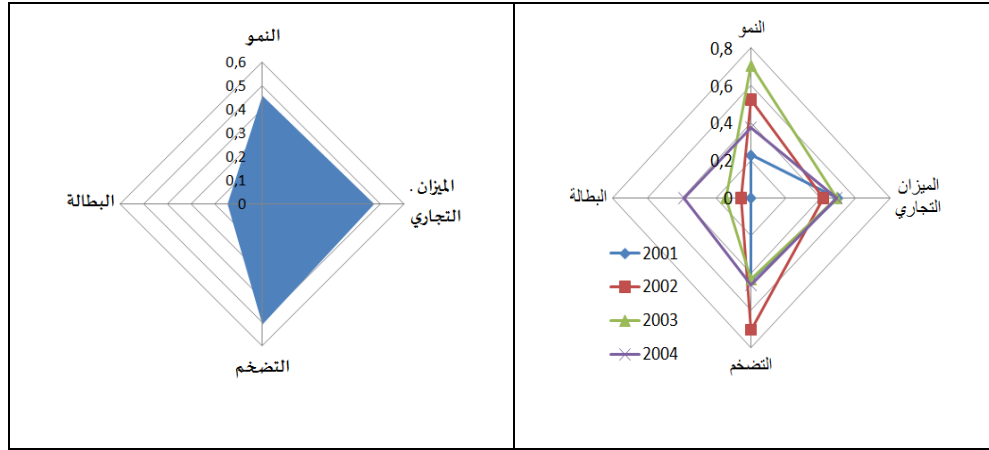 النمو
0,6
0,5
0,4
0,3
0,2
0,1
0
البطالة
الميزان .
التجاري
التضخم
النمو
0,8
0,6
0,4
0,2
0
البطالة
الميزان
التجاري
2001
2002
2003
2004
التضخم